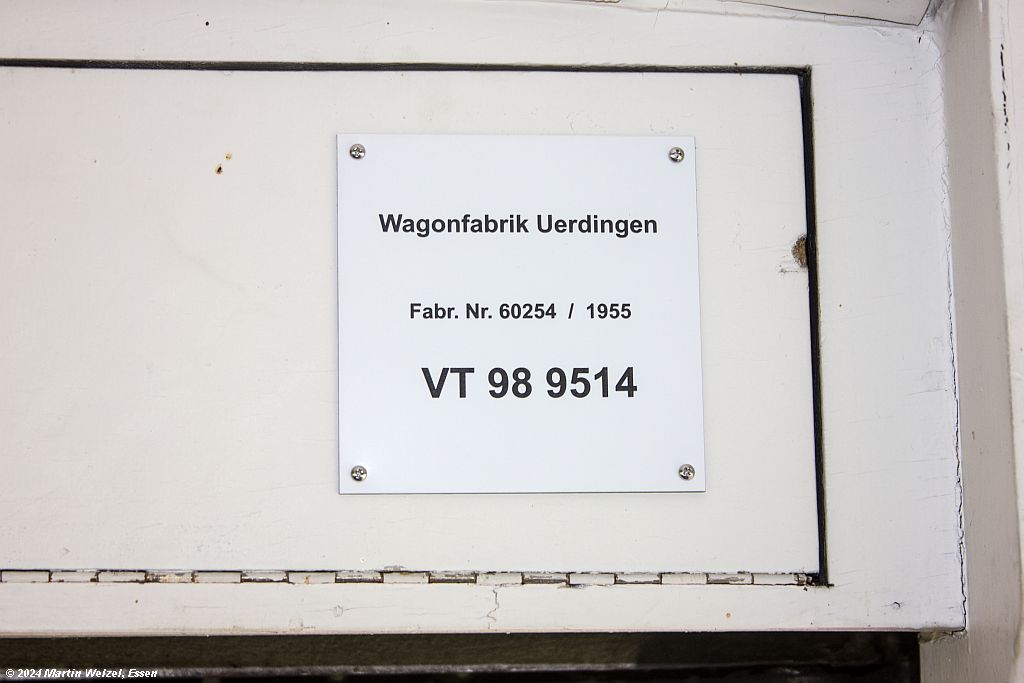 Wagonfabrik Uerdingen
Fabr. Nr. 60254 / 1955
VT 98 9514
© 2024 Martin Welzel, Essen